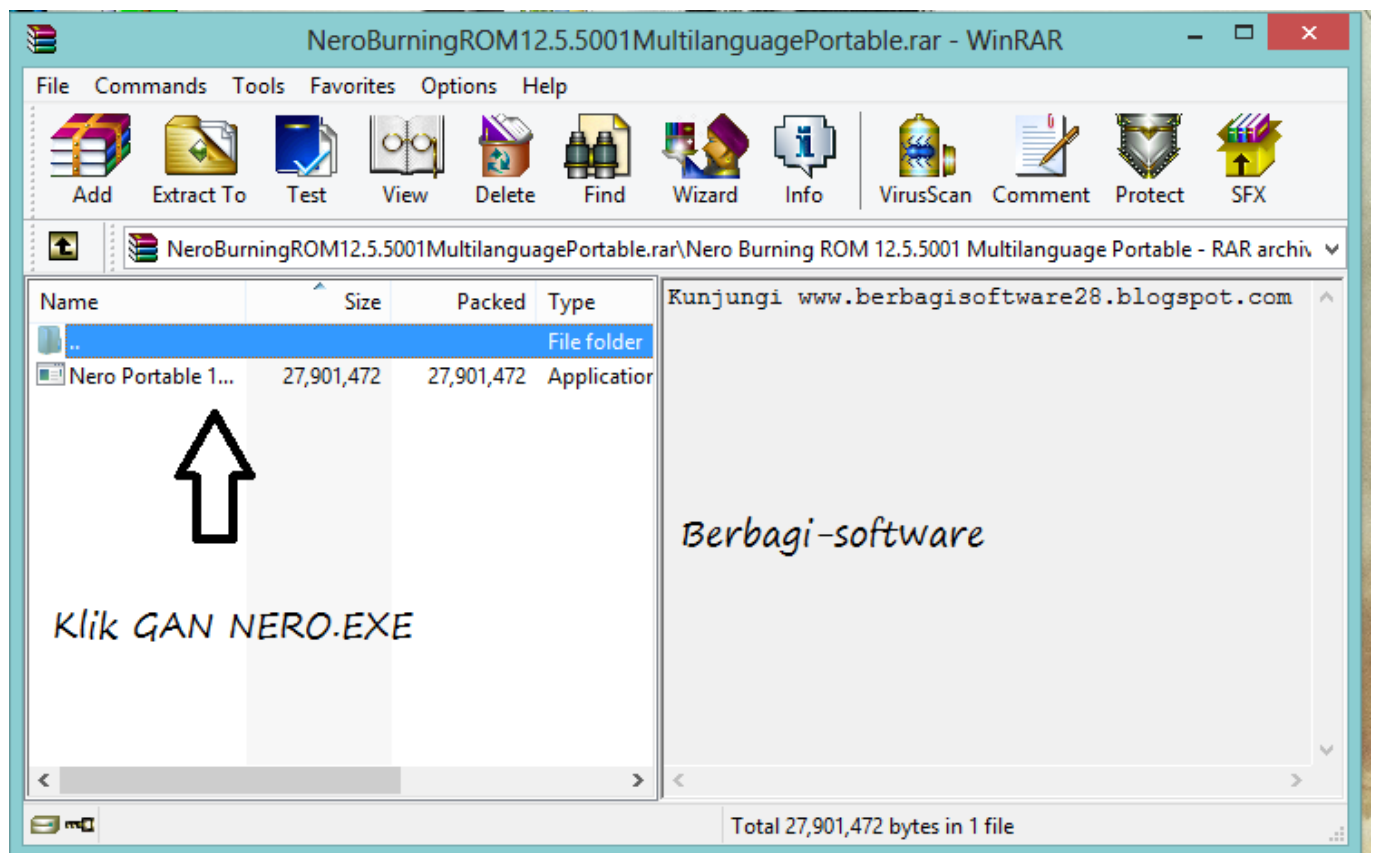 NeroBurningROM12.5.5001MultilanguagePortable.rar - WinRAR
File Commands Tools Favorites Options Help
Add Extract To Test View Delete Find Wizard Info VirusScan Comment Protect SFX
NeroBurningROM12.5.5001MultilanguagePortable.rar\Nero Burning ROM 12.5.5001 Multilanguage Portable - RAR archiv
Name Size Packed Type
Kunjungi www.berbagisoftware28.blogspot.com
.. File folder
Nero Portable 1... 27,901,472 27,901,472 Application
Berbagi-software
Klik GAN NERO.EXE
Total 27,901,472 bytes in 1 file